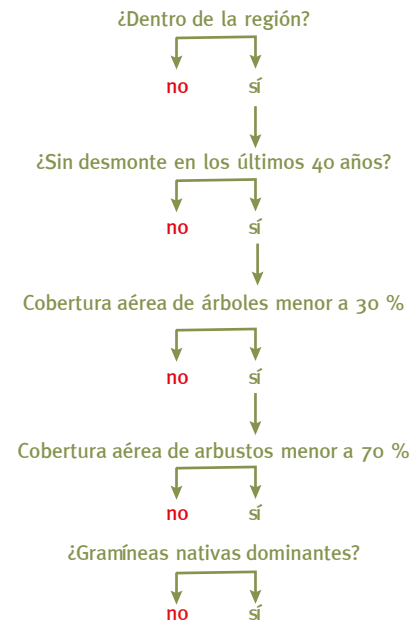 ¿Dentro de la región?
no sí
¿Sin desmonte en los últimos 40 años?
no sí
Cobertura aérea de árboles menor a 30 %
no sí
Cobertura aérea de arbustos menor a 70 %
no sí
¿Gramíneas nativas dominantes?
no sí